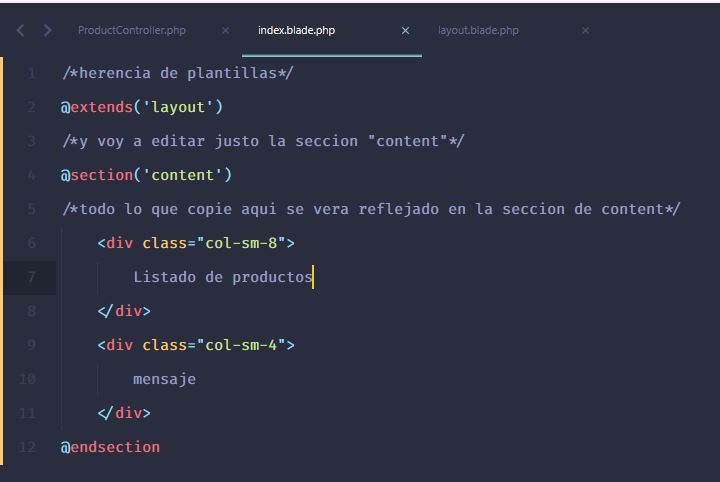 ProductController.php × index.blade.php × layout.blade.php ×
1 /*herencia de plantillas*/
2 @extends('layout')
3 /*y voy a editar justo la seccion "content"*/
4 @section('content')
5 /*todo lo que copie aqui se vera reflejado en la seccion de content*/
6 <div class="col-sm-8">
7 Listado de productos
8 </div>
9 <div class="col-sm-4">
10 mensaje
11 </div>
12 @endsection